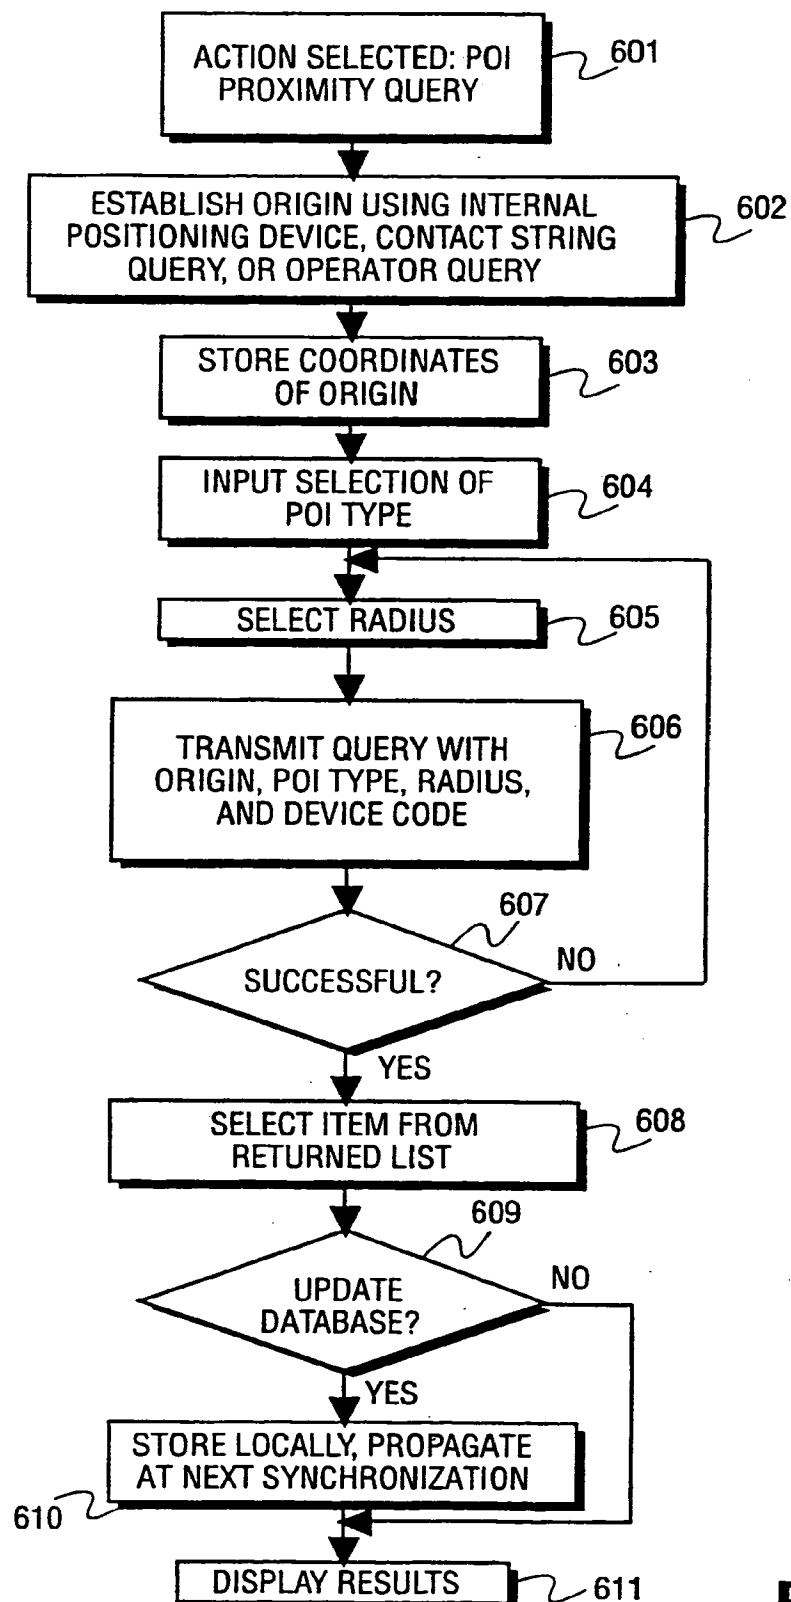 ACTION SELECTED: POI
PROXIMITY QUERY
601
ESTABLISH ORIGIN USING INTERNAL
POSITIONING DEVICE, CONTACT STRING
QUERY, OR OPERATOR QUERY
602
STORE COORDINATES
OF ORIGIN
603
INPUT SELECTION OF
POI TYPE
604
SELECT RADIUS
605
TRANSMIT QUERY WITH
ORIGIN, POI TYPE, RADIUS,
AND DEVICE CODE
606
607
SUCCESSFUL?
NO
YES
SELECT ITEM FROM
RETURNED LIST
608
609
UPDATE
DATABASE?
NO
YES
STORE LOCALLY, PROPAGATE
AT NEXT SYNCHRONIZATION
610
DISPLAY RESULTS
611